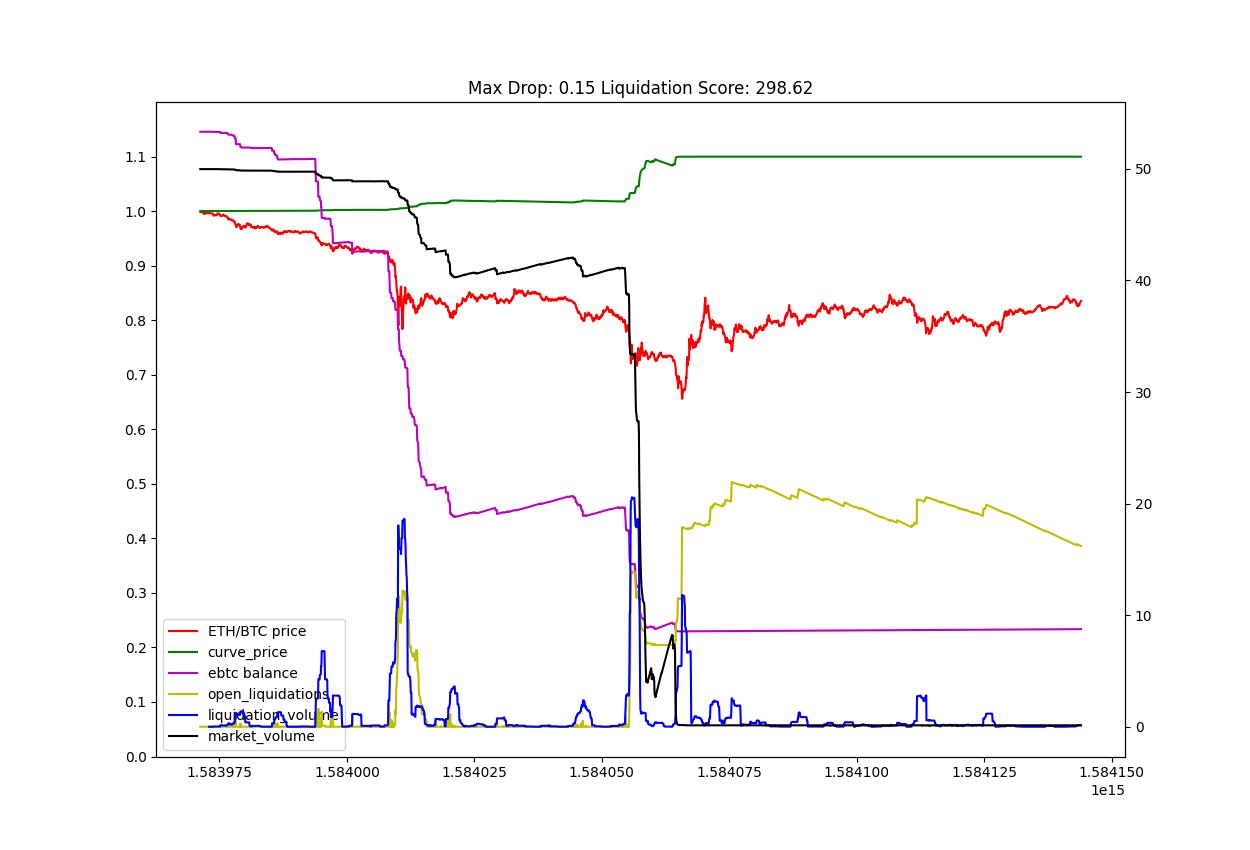 Max Drop: 0.15 Liquidation Score: 298.62
1.1
1.0
0.9
0.8
0.7
0.6
0.5
0.4
0.3
0.2
0.1
0.0
50
40
30
20
10
0
ETH/BTC price
curve_price
ebtc balance
open_liquidations
liquidation_volume
market_volume
1.583975 1.584000 1.584025 1.584050 1.584075 1.584100 1.584125 1.584150
1e15